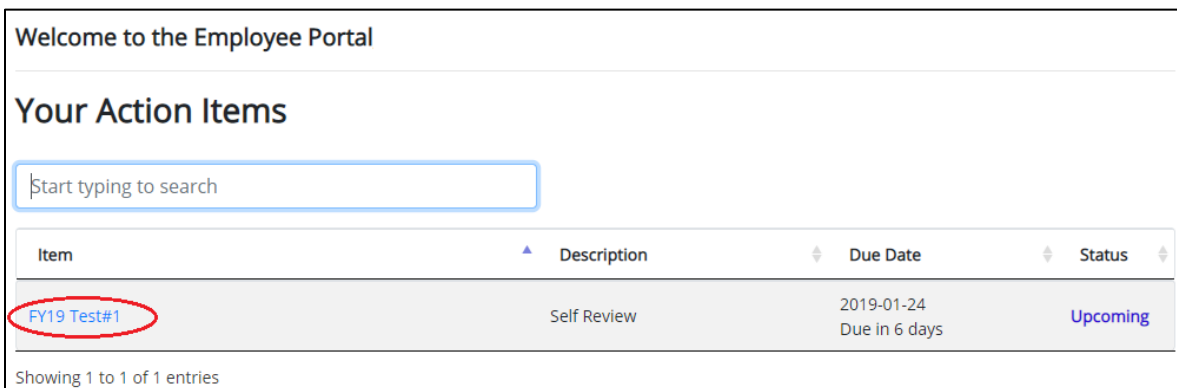 Welcome to the Employee Portal
Your Action Items
Start typing to search
Item Description Due Date Status
FY19 Test#1 Self Review 2019-01-24 Upcoming
Due in 6 days
Showing 1 to 1 of 1 entries